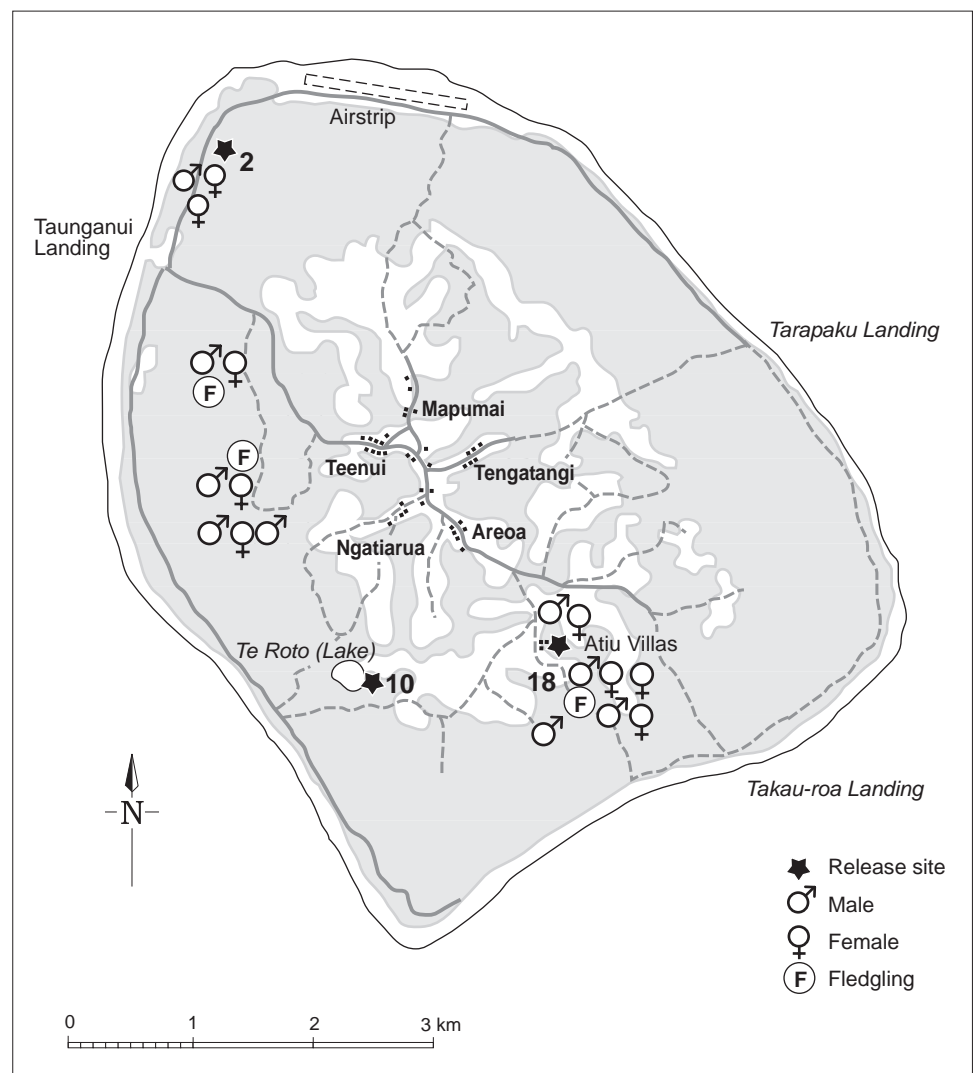 Airstrip
2
Taunganui
Landing
Tarapaku Landing
F
Mapumai
Teenui
Tengatangi
F
Areoa
Ngatiarua
Te Roto (Lake)
Atiu Villas
10
18
F
Takau-roa Landing
N
Release site
Male
Female
F Fledgling
0 1 2 3 km